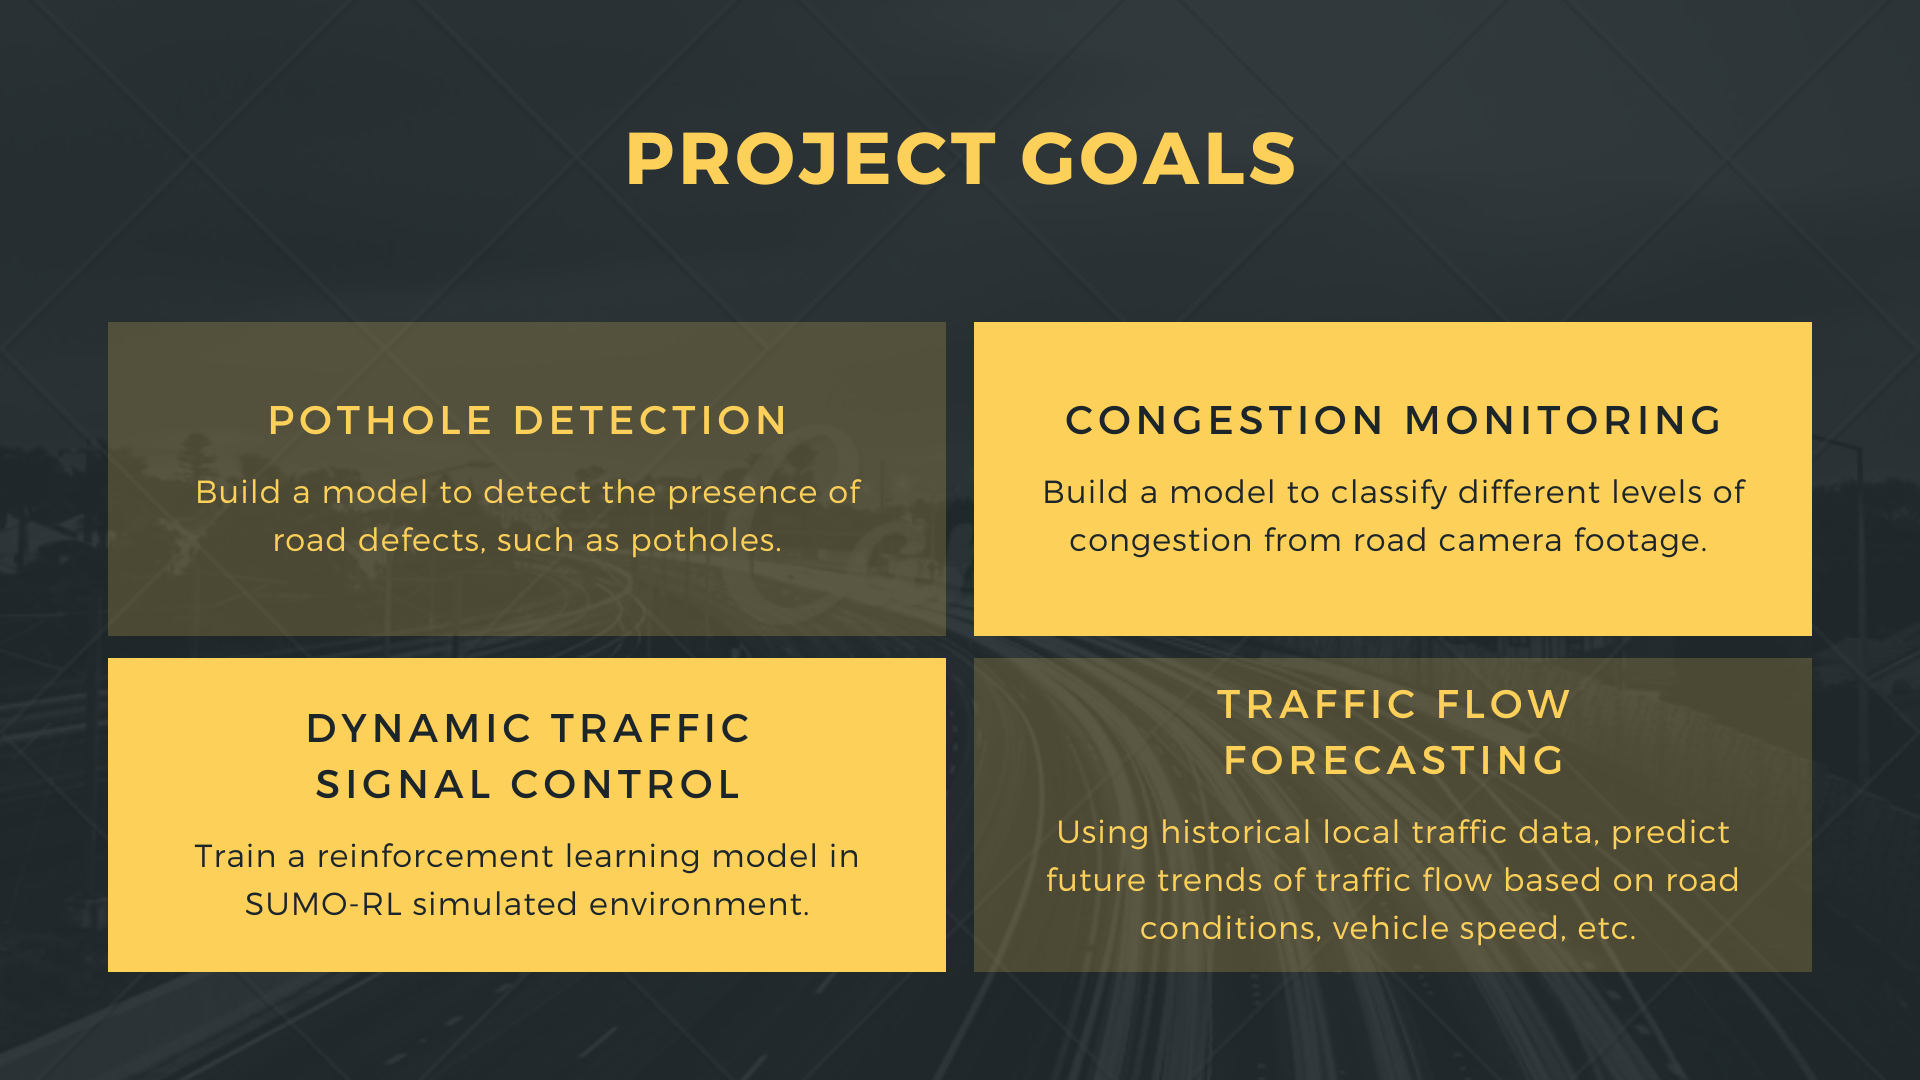 PROJECT GOALS
POTHOLE DETECTION
Build a model to detect the presence of
road defects, such as potholes.
CONGESTION MONITORING
Build a model to classify different levels of
congestion from road camera footage.
DYNAMIC TRAFFIC
SIGNAL CONTROL
Train a reinforcement learning model in
SUMO-RL simulated environment.
TRAFFIC FLOW
FORECASTING
Using historical local traffic data, predict
future trends of traffic flow based on road
conditions, vehicle speed, etc.